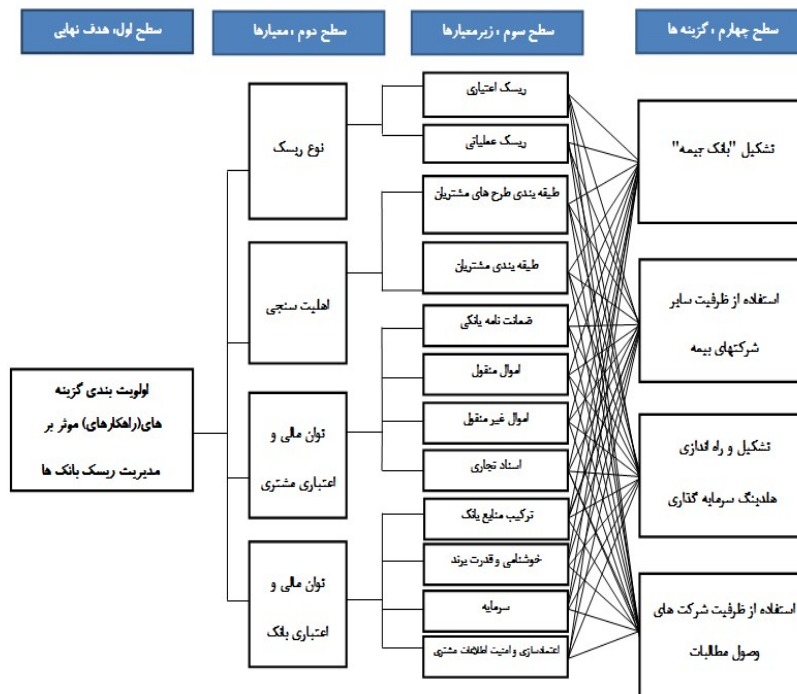 سطح اول: هدف نهایی
سطح دوم : معیارها
سطح سوم : زیرمعیارها
سطح چهارم : گزینه ها
اولویت بندی گزینه
های(راهکارهای) موثر بر
مدیریت ریسک بانک ها
نوع ریسک
اهلیت سنجی
توان مالی و
اعتباری مشتری
توان مالی و
اعتباری بانک
ریسک اعتباری
ریسک عملیاتی
طبقه بندی طرح های مشتریان
طبقه بندی مشتریان
ضمانت نامه بانکی
اموال منقول
اموال غیر منقول
اسناد تجاری
ترکیب منابع بانک
خوشنامی و قدرت برند
سرمایه
اعتمادسازی و امنیت اطلاعات مشتری
تشکیل "بانک بیمه"
استفاده از ظرفیت سایر
شرکتهای بیمه
تشکیل و راه اندازی
هلدینگ سرمایه گذاری
استفاده از ظرفیت شرکت های
وصول مطالبات